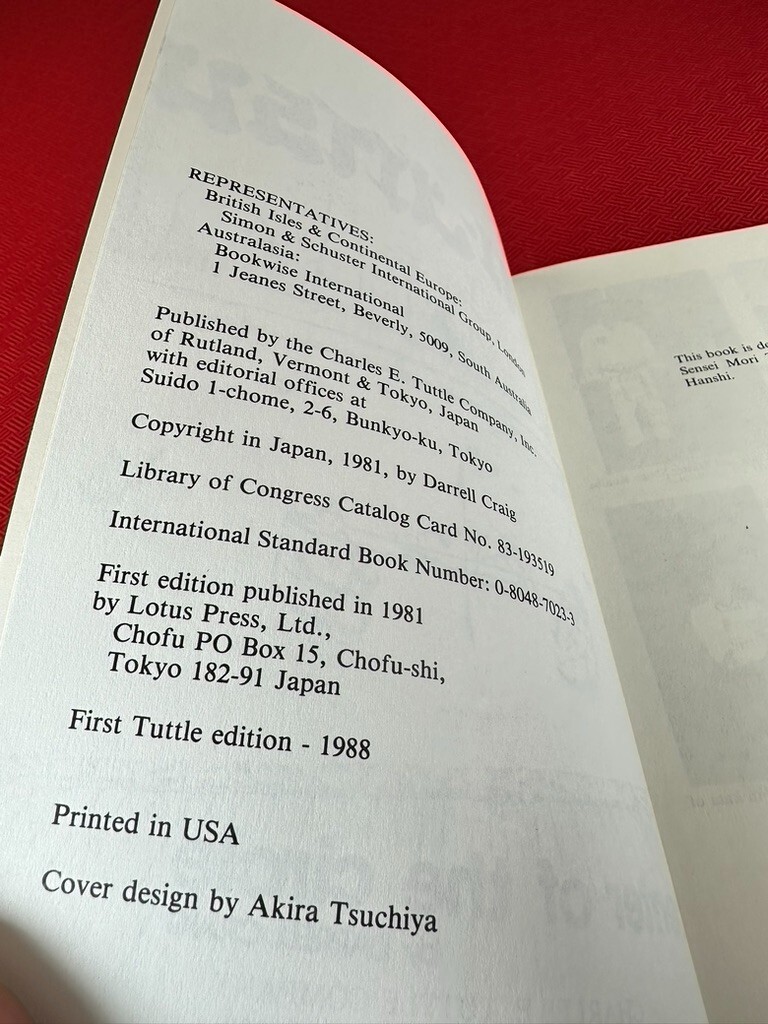 REPRESENTATIVES:
British Isles & Continental Europe:
Simon & Schuster International Group, London
Australasia:
Bookwise International
1 Jeanes Street, Beverly, 5009, South Australia
Published by the Charles E. Tuttle Company, Inc.
of Rutland, Vermont & Tokyo, Japan
with editorial offices at
Suido 1-chome, 2-6, Bunkyo-ku, Tokyo
Copyright in Japan, 1981, by Darrell Craig
Library of Congress Catalog Card No. 83-193519
International Standard Book Number: 0-8048-7023-3
First edition published in 1981
by Lotus Press, Ltd.,
Chofu PO Box 15, Chofu-shi,
Tokyo 182-91 Japan
First Tuttle edition - 1988
Printed in USA
Cover design by Akira Tsuchiya
This book is
Sensei Mori
Hanshi.